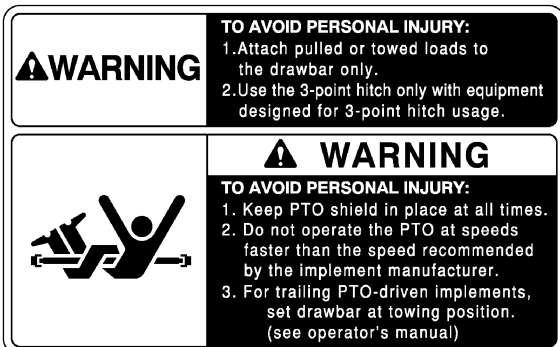 WARNING
TO AVOID PERSONAL INJURY:
1.Attach pulled or towed loads to
the drawbar only.
2.Use the 3-point hitch only with equipment
designed for 3-point hitch usage.
WARNING
TO AVOID PERSONAL INJURY:
1. Keep PTO shield in place at all times.
2. Do not operate the PTO at speeds
faster than the speed recommended
by the implement manufacturer.
3. For trailing PTO-driven implements,
set drawbar at towing position.
(see operator's manual)